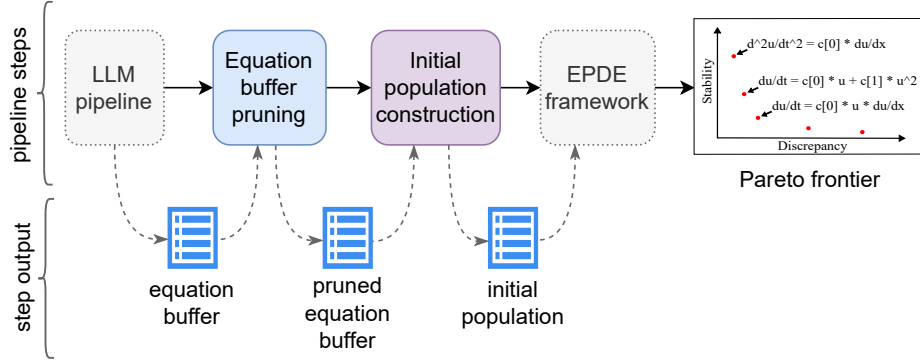 pipeline steps
LLM
pipeline
Equation
buffer
pruning
Initial
population
construction
EPDE
framework
Stability
d^2u/dt^2 = c[0] * du/dx
du/dt = c[0] * u + c[1] * u^2
du/dt = c[0] * u * du/dx
Discrepancy
Pareto frontier
step output
equation
buffer
pruned
equation
buffer
initial
population